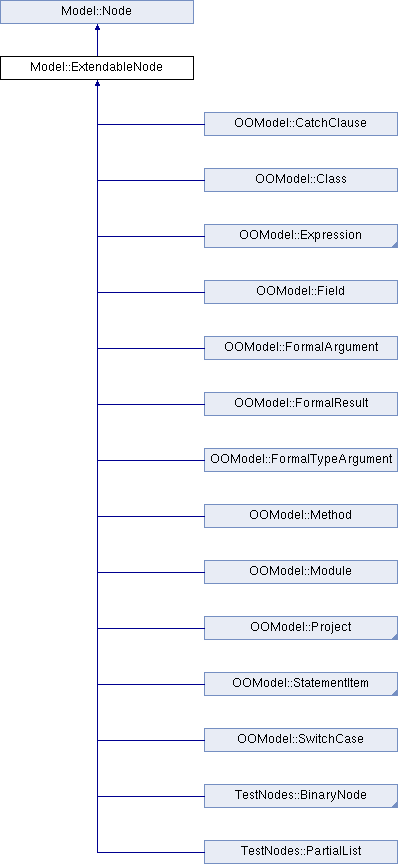 Model::Node
Model::ExtendableNode
OOModel::CatchClause
OOModel::Class
OOModel::Expression
OOModel::Field
OOModel::FormalArgument
OOModel::FormalResult
OOModel::FormalTypeArgument
OOModel::Method
OOModel::Module
OOModel::Project
OOModel::StatementItem
OOModel::SwitchCase
TestNodes::BinaryNode
TestNodes::PartialList